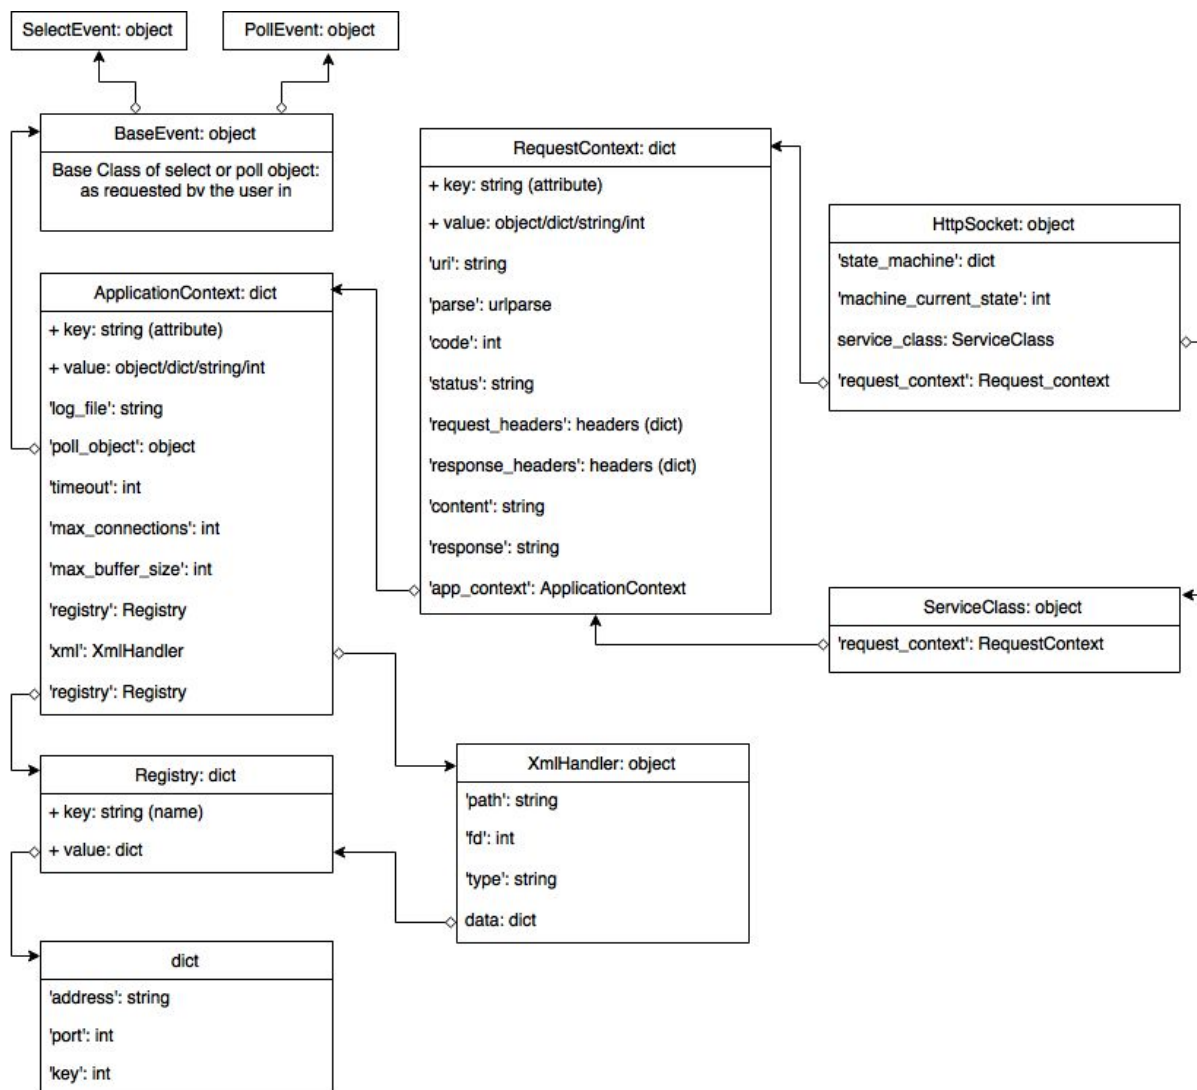 SelectEvent: object
PollEvent: object
BaseEvent: object
Base Class of select or poll object:
as requested by the user in
ApplicationContext: dict
+ key: string (attribute)
+ value: object/dict/string/int
'log_file': string
'poll_object': object
'timeout': int
'max_connections': int
'max_buffer_size': int
'registry': Registry
'xml': XmlHandler
'registry': Registry
Registry: dict
+ key: string (name)
+ value: dict
dict
'address': string
'port': int
'key': int
RequestContext: dict
+ key: string (attribute)
+ value: object/dict/string/int
'uri': string
'parse': urlparse
'code': int
'status': string
'request_headers': headers (dict)
'response_headers': headers (dict)
'content': string
'response': string
'app_context': ApplicationContext
XmlHandler: object
'path': string
'fd': int
'type': string
data: dict
HttpSocket: object
'state_machine': dict
'machine_current_state': int
service_class: ServiceClass
'request_context': Request_context
ServiceClass: object
'request_context': RequestContext